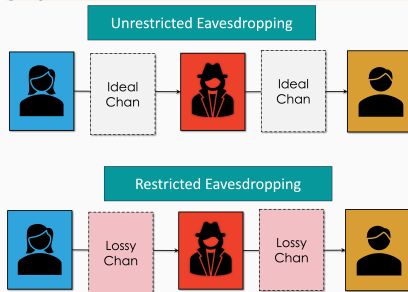 Unrestricted Eavesdropping
Ideal
Chan
Ideal
Chan
Restricted Eavesdropping
Lossy
Chan
Lossy
Chan